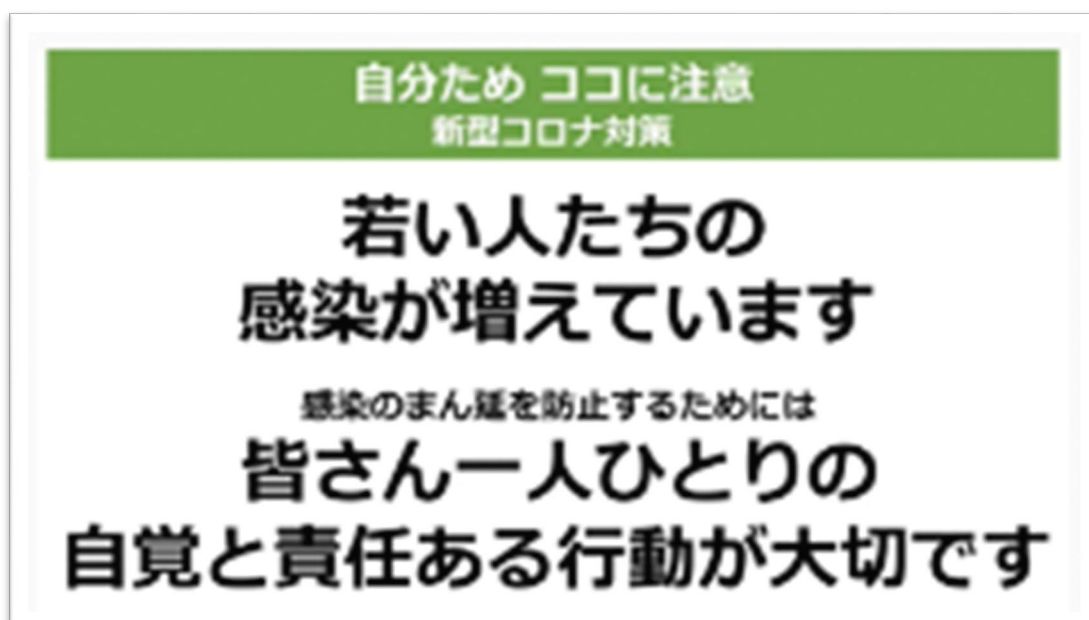 自分ため ココに注意
新型コロナ対策
若い人たちの
感染が増えています
感染のまん延を防止するためには
皆さん一人ひとりの
自覚と責任ある行動が大切です